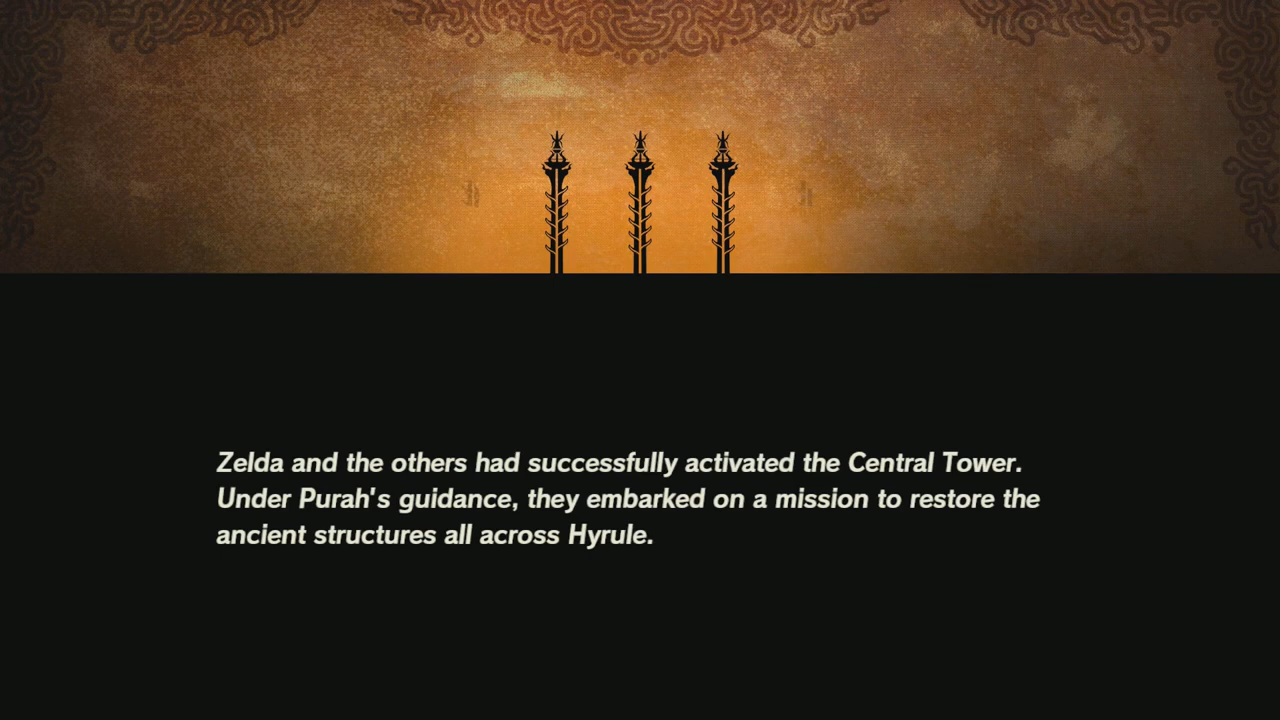 Zelda and the others had successfully activated the Central Tower.
Under Purah's guidance, they embarked on a mission to restore the
ancient structures all across Hyrule.